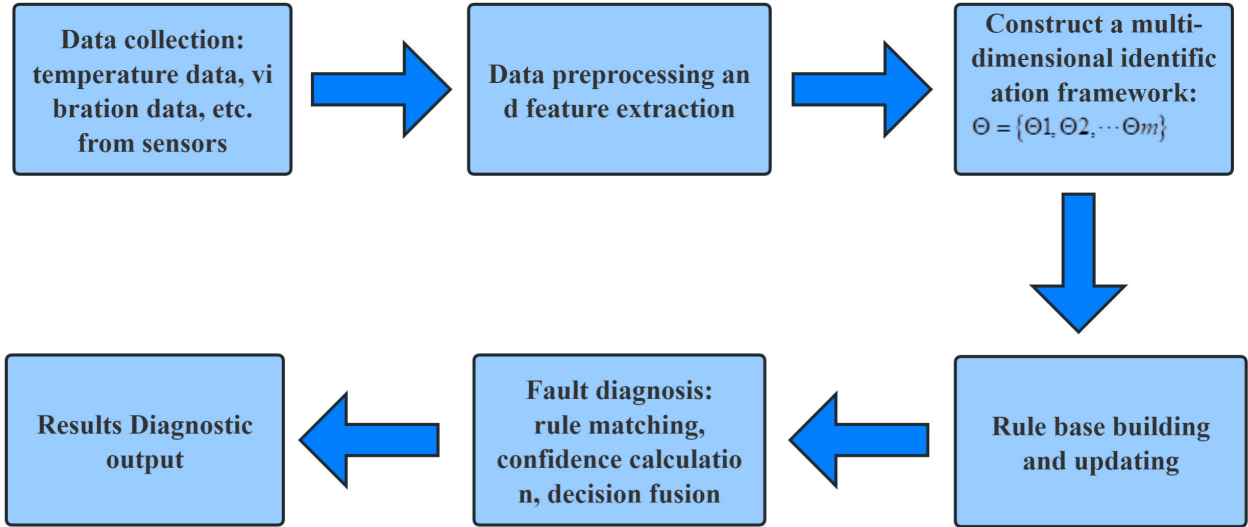 Data collection:
temperature data, vi
bration data, etc.
from sensors
Data preprocessing an
d feature extraction
Construct a multi-
dimensional identific
ation framework:
Θ = {Θ1, Θ2, ⋯ Θm}
Rule base building
and updating
Fault diagnosis:
rule matching,
confidence calculatio
n, decision fusion
Results Diagnostic
output